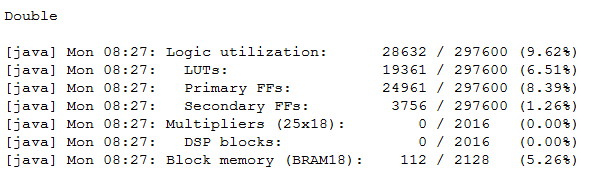 Double
[java] Mon 08:27: Logic utilization: 28632 / 297600 (9.62%)
[java] Mon 08:27: LUTs: 19361 / 297600 (6.51%)
[java] Mon 08:27: Primary FFs: 24961 / 297600 (8.39%)
[java] Mon 08:27: Secondary FFs: 3756 / 297600 (1.26%)
[java] Mon 08:27: Multipliers (25x18): 0 / 2016 (0.00%)
[java] Mon 08:27: DSP blocks: 0 / 2016 (0.00%)
[java] Mon 08:27: Block memory (BRAM18): 112 / 2128 (5.26%)